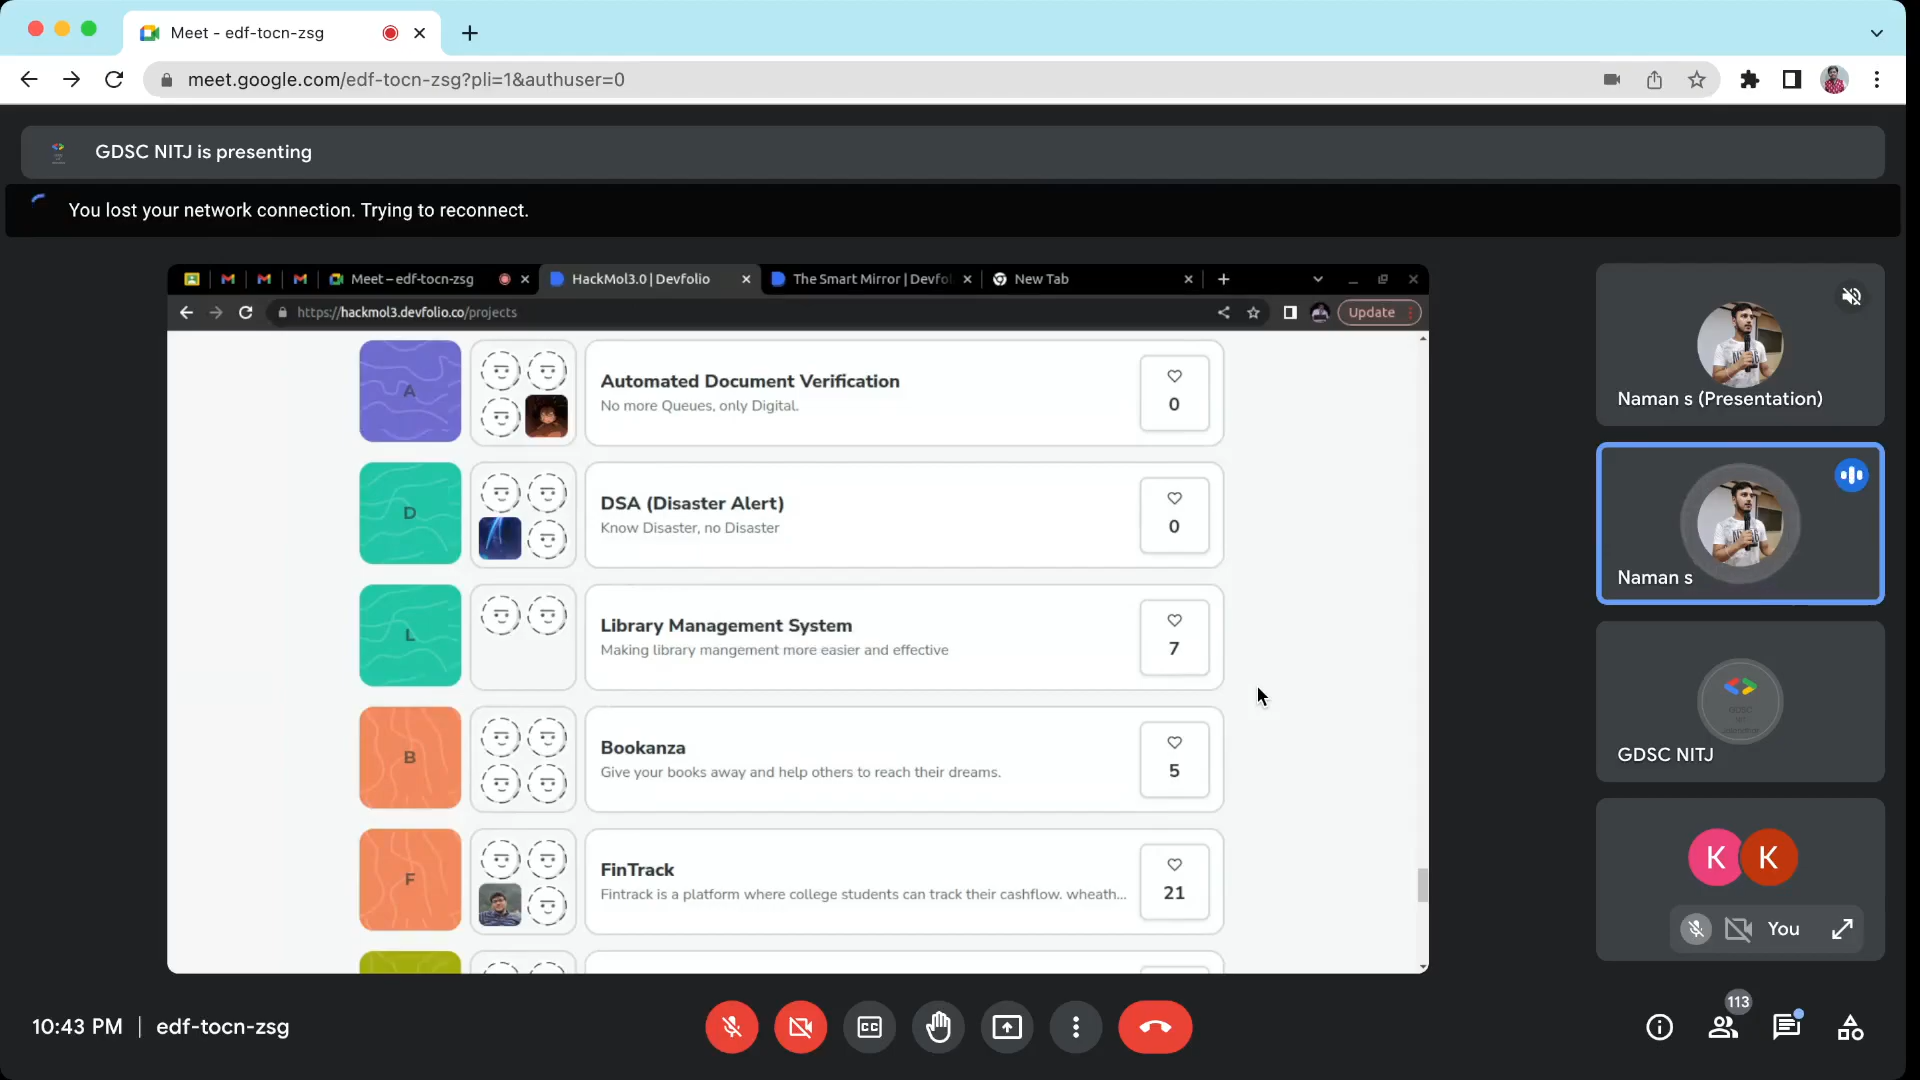 Meet - edf-tocn-zsg
meet.google.com/edf-tocn-zsg?pli=1&authuser=0
GDSC NITJ is presenting
You lost your network connection. Trying to reconnect.
Meet – edf-tocn-zsg
HackMol3.0 | Devfolio
The Smart Mirror | Devfol
New Tab
https://hackmol3.devfolio.co/projects
Update
A
Automated Document Verification
No more Queues, only Digital.
0
D
DSA (Disaster Alert)
Know Disaster, no Disaster
0
L
Library Management System
Making library mangement more easier and effective
7
B
Bookanza
Give your books away and help others to reach their dreams.
5
F
FinTrack
Fintrack is a platform where college students can track their cashflow. wheath...
21
Naman s (Presentation)
Naman s
GDSC NITJ
K
K
You
10:43 PM | edf-tocn-zsg
CC
113